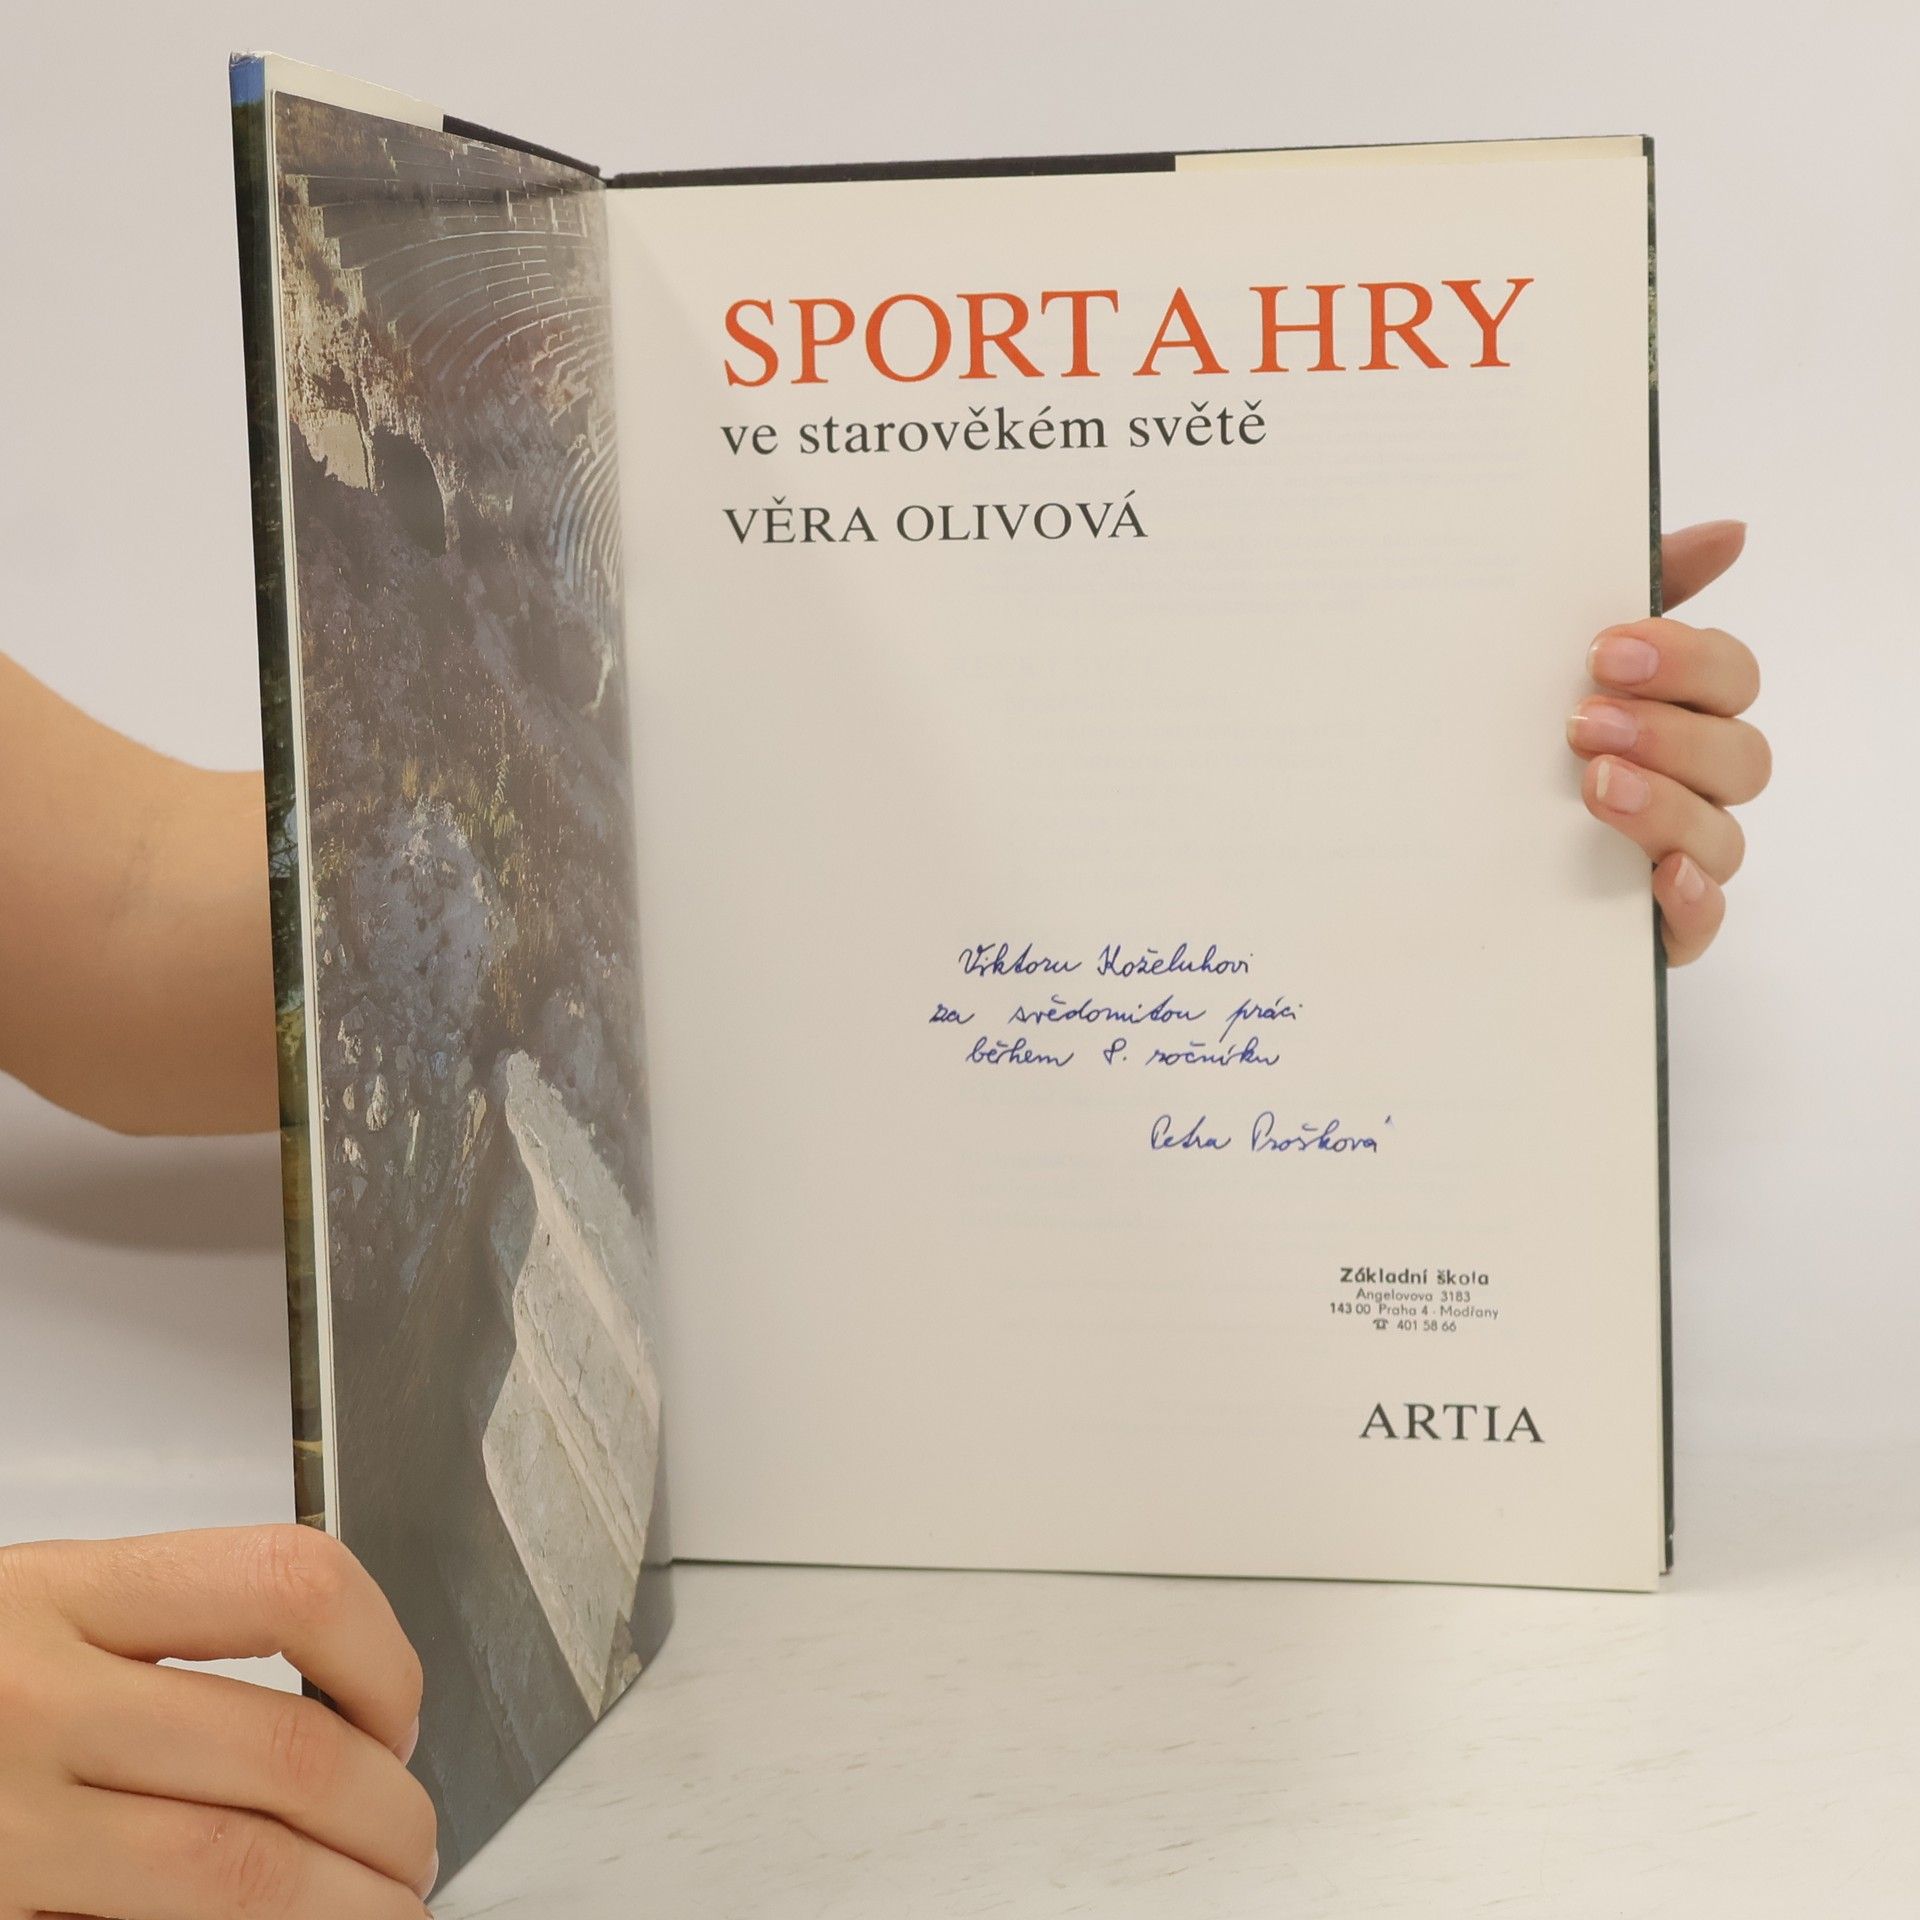 SPORT A HRY
ve starověkém světě
VĚRA OLIVOVÁ
Viktoru Koželuhovi
za svědomitou práci
během 8. ročníku
Petra Prošková
Základní škola
Angelovova 3183
143 00 Praha 4 - Modřany
☎ 401 58 66
ARTIA